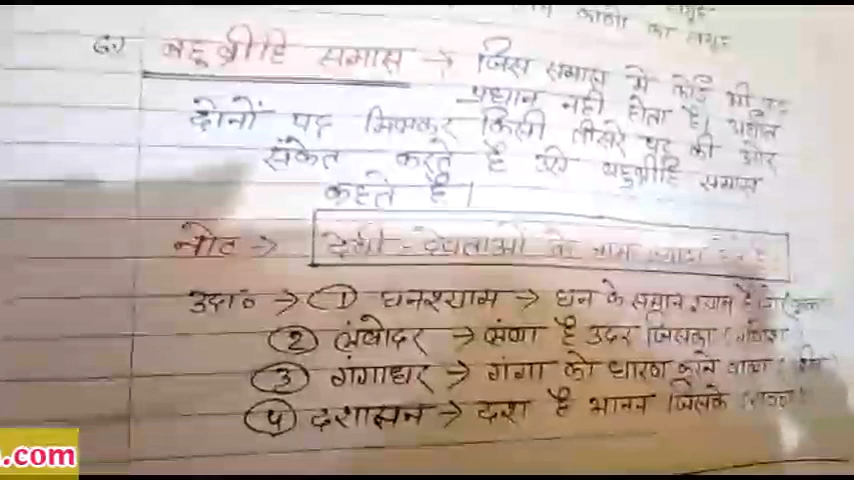 काली का समूह
बहुव्रीहि समास → जिस समास मे कोई भी पद
प्रधान नही होता है। अर्थात
दोनों पद मिलकर किसी तीसरे पद की ओर
संकेत करते है उसे बहुव्रीहि समास
कहते है।
नोट → देवी-देवताओं के नाम
उदा० → ① घनश्याम → घन के समान श्याम है जो
② लंबोदर → लंबा है उदर जिसका
③ गंगाधर → गंगा को धारण करने वाला
④ दशानन → दश है आनन जिसके
.com